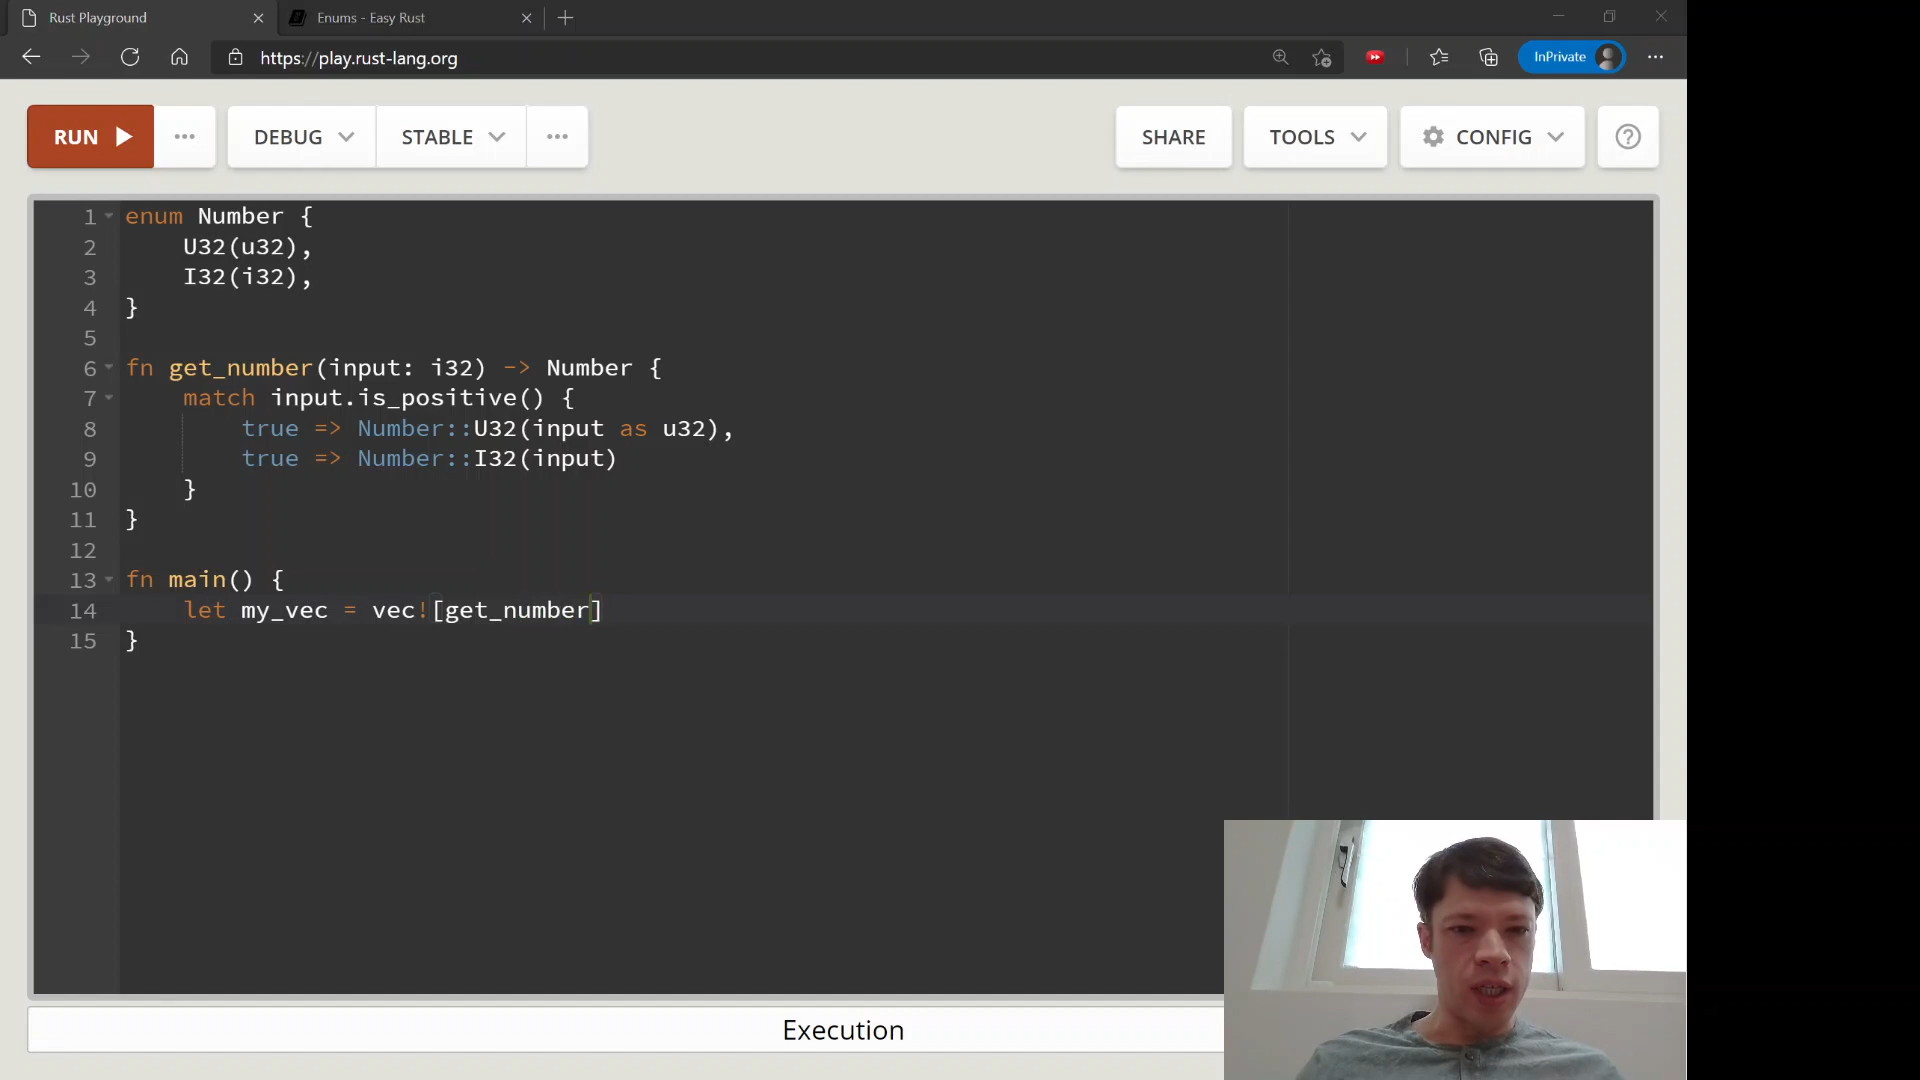 Rust Playground
Enums - Easy Rust
https://play.rust-lang.org
InPrivate
RUN
DEBUG
STABLE
SHARE
TOOLS
CONFIG
1 enum Number {
2 U32(u32),
3 I32(i32),
4 }
5
6 fn get_number(input: i32) -> Number {
7 match input.is_positive() {
8 true => Number::U32(input as u32),
9 true => Number::I32(input)
10 }
11 }
12
13 fn main() {
14 let my_vec = vec![get_number]
15 }
Execution